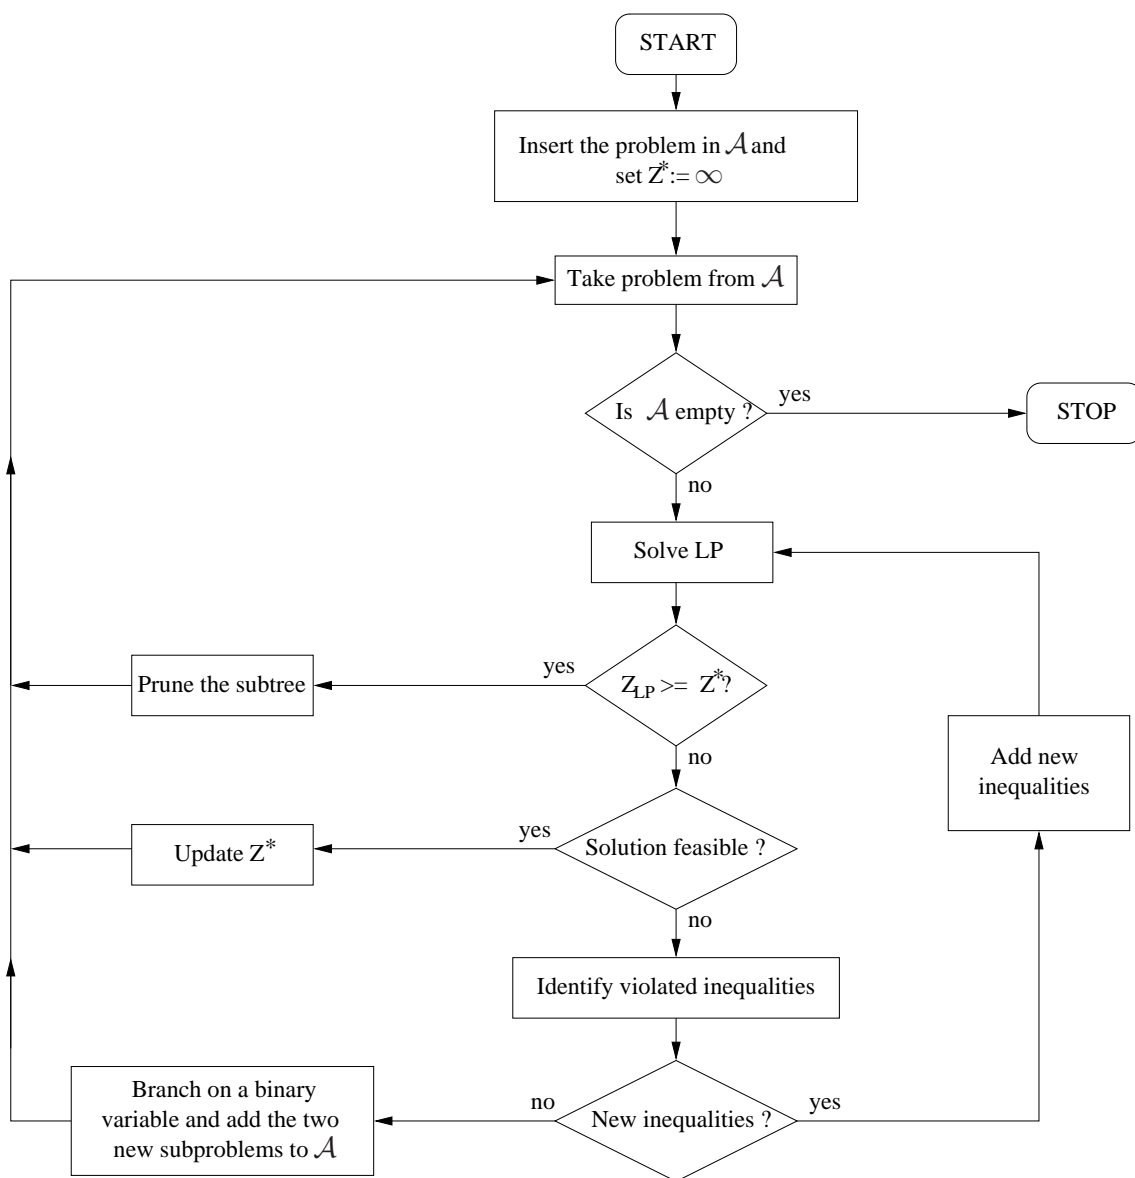 START
Insert the problem in 𝒜 and
set Z*:= ∞
Take problem from 𝒜
Is 𝒜 empty ?
yes
STOP
no
Solve LP
yes
Prune the subtree
Z_LP >= Z*?
no
Add new
inequalities
yes
Update Z*
Solution feasible ?
no
Identify violated inequalities
Branch on a binary
variable and add the two
new subproblems to 𝒜
no
New inequalities ?
yes